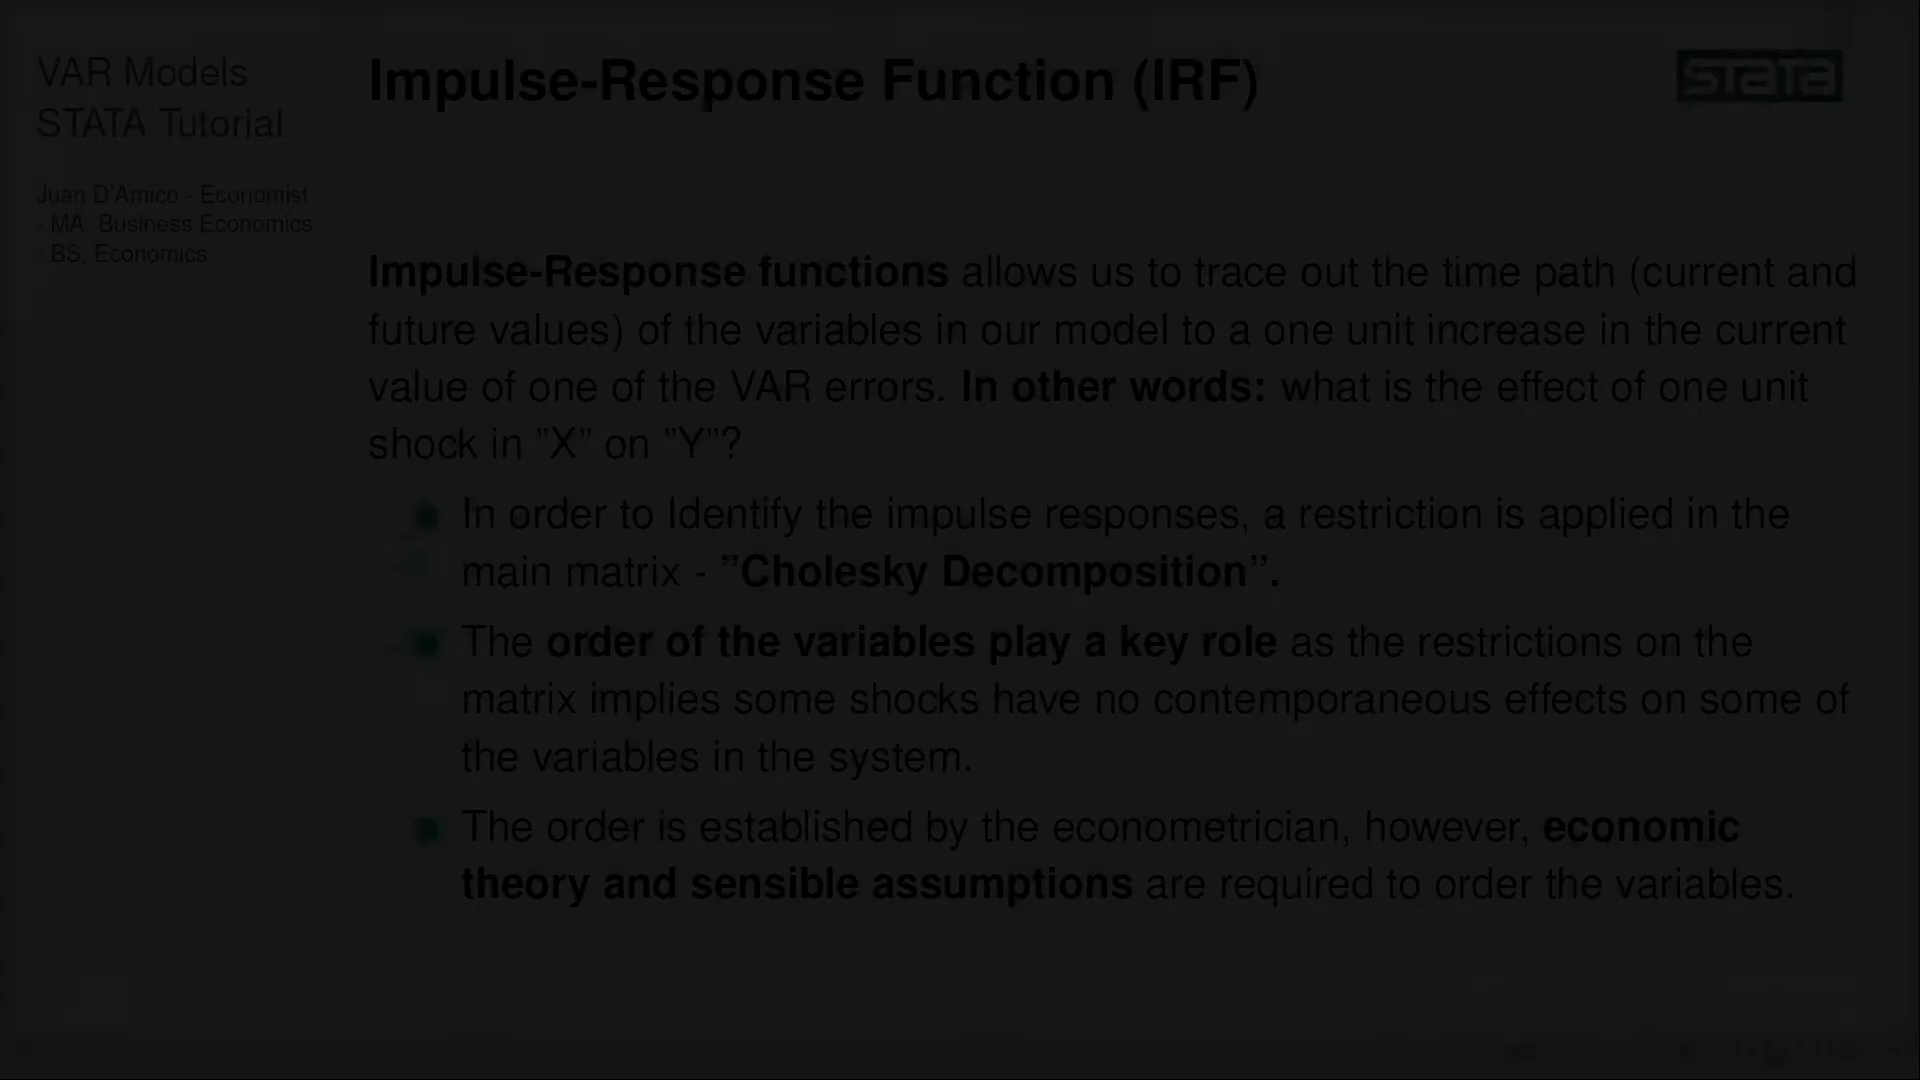 VAR Models
STATA Tutorial
Juan D'Amico - Economist
- MA. Business Economics
- BS, Economics
Impulse-Response Function (IRF)
STATA
Impulse-Response functions allows us to trace out the time path (current and
future values) of the variables in our model to a one unit increase in the current
value of one of the VAR errors. In other words: what is the effect of one unit
shock in ”X” on ”Y”?
In order to Identify the impulse responses, a restriction is applied in the
main matrix - ”Cholesky Decomposition”.
The order of the variables play a key role as the restrictions on the
matrix implies some shocks have no contemporaneous effects on some of
the variables in the system.
The order is established by the econometrician, however, economic
theory and sensible assumptions are required to order the variables.